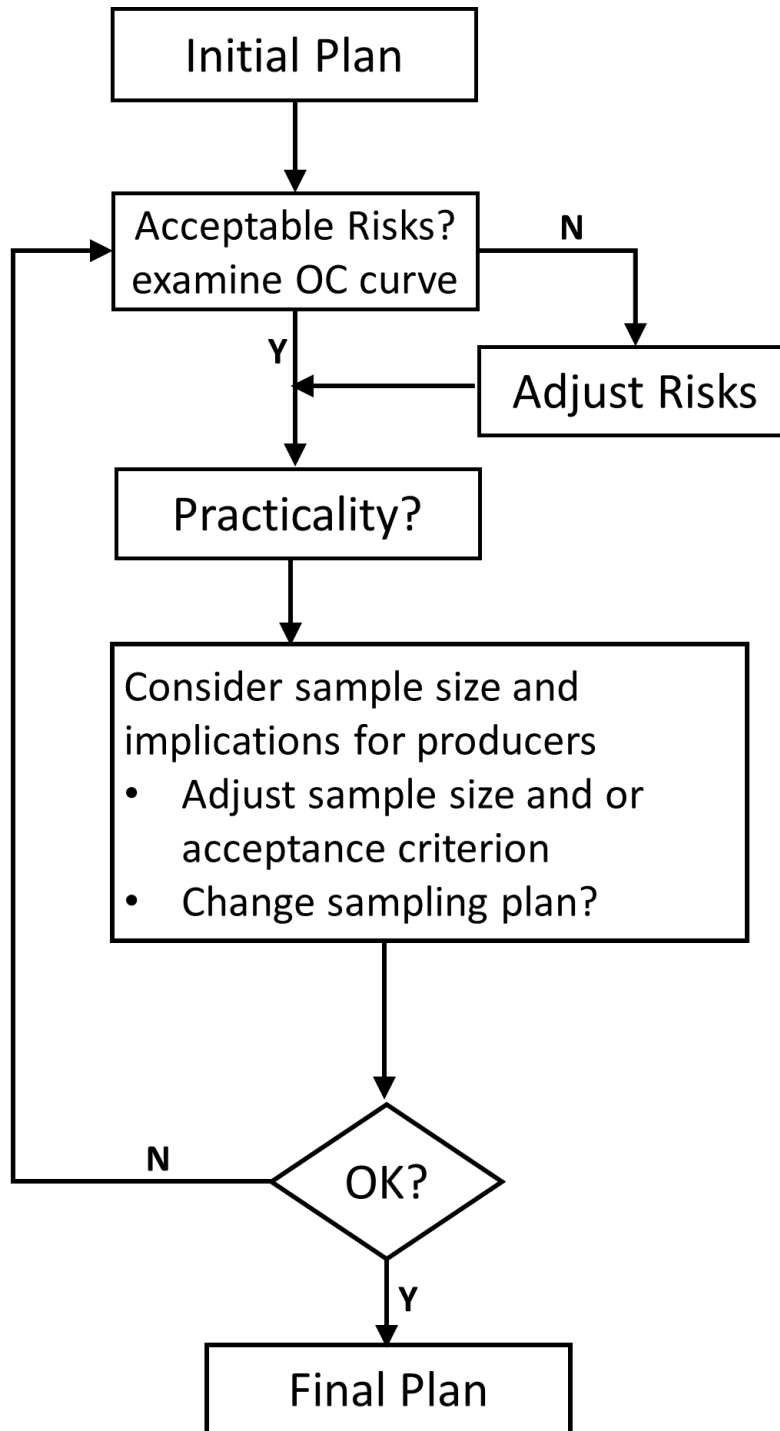 Initial Plan
Acceptable Risks?
examine OC curve
N
Y
Adjust Risks
Practicality?
Consider sample size and
implications for producers
• Adjust sample size and or
acceptance criterion
• Change sampling plan?
N
OK?
Y
Final Plan